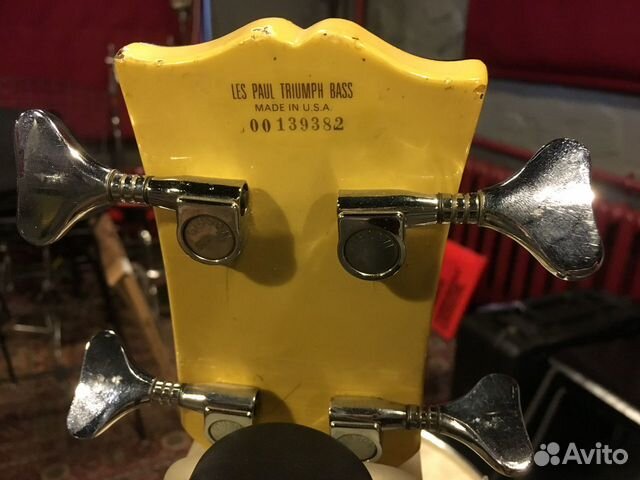 LES PAUL TRIUMPH BASS
MADE IN U.S.A.
00139382
Avito